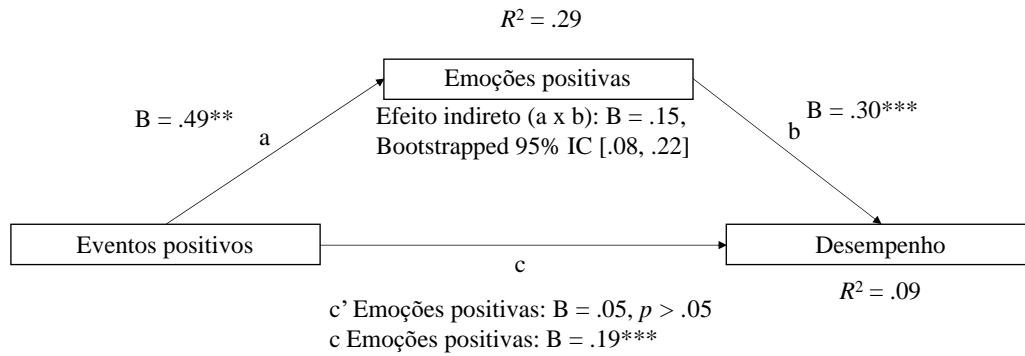 R² = .29
Emoções positivas
B = .49**
a
Efeito indireto (a x b): B = .15,
Bootstrapped 95% IC [.08, .22]
b
B = .30***
Eventos positivos
Desempenho
c
R² = .09
c’ Emoções positivas: B = .05, p > .05
c Emoções positivas: B = .19***